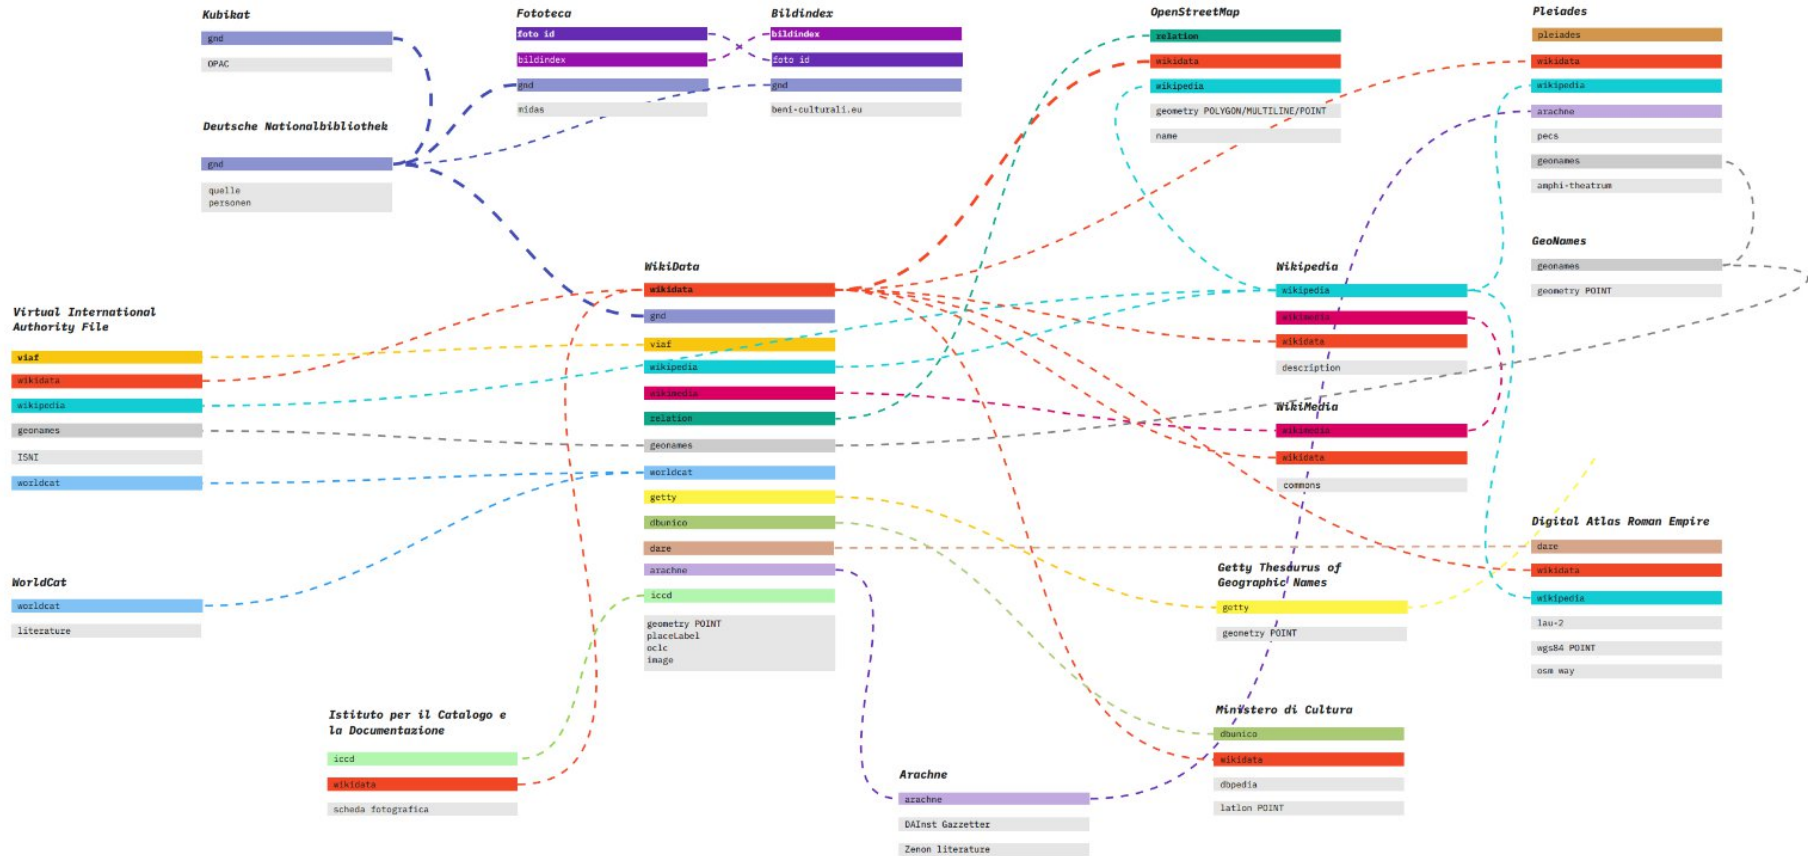 Kubikat
gnd
OPAC
Deutsche Nationalbibliothek
gnd
quelle
personen
Fototeca
foto id
bildindex
gnd
midas
Bildindex
bildindex
foto id
gnd
beni-culturali.eu
OpenStreetMap
relation
wikidata
wikipedia
geometry POLYGON/MULTILINE/POINT
name
Pleiades
pleiades
wikidata
wikipedia
arachne
pecs
geonames
amphi-theatrum
GeoNames
geonames
geometry POINT
Virtual International
Authority File
viaf
wikidata
wikipedia
geonames
ISNI
worldcat
WorldCat
worldcat
literature
WikiData
wikidata
gnd
viaf
wikipedia
wikimedia
relation
geonames
worldcat
getty
dbunico
dare
arachne
iccd
geometry POINT
placeLabel
oclc
image
Wikipedia
wikipedia
wikimedia
wikidata
description
WikiMedia
wikimedia
wikidata
commons
Getty Thesaurus of
Geographic Names
getty
geometry POINT
Digital Atlas Roman Empire
dare
wikidata
wikipedia
lau-2
wgs84 POINT
osm way
Istituto per il Catalogo e
la Documentazione
iccd
wikidata
scheda fotografica
Arachne
arachne
DAInst Gazzetter
Zenon literature
Ministero di Cultura
dbunico
wikidata
dbpedia
latlon POINT